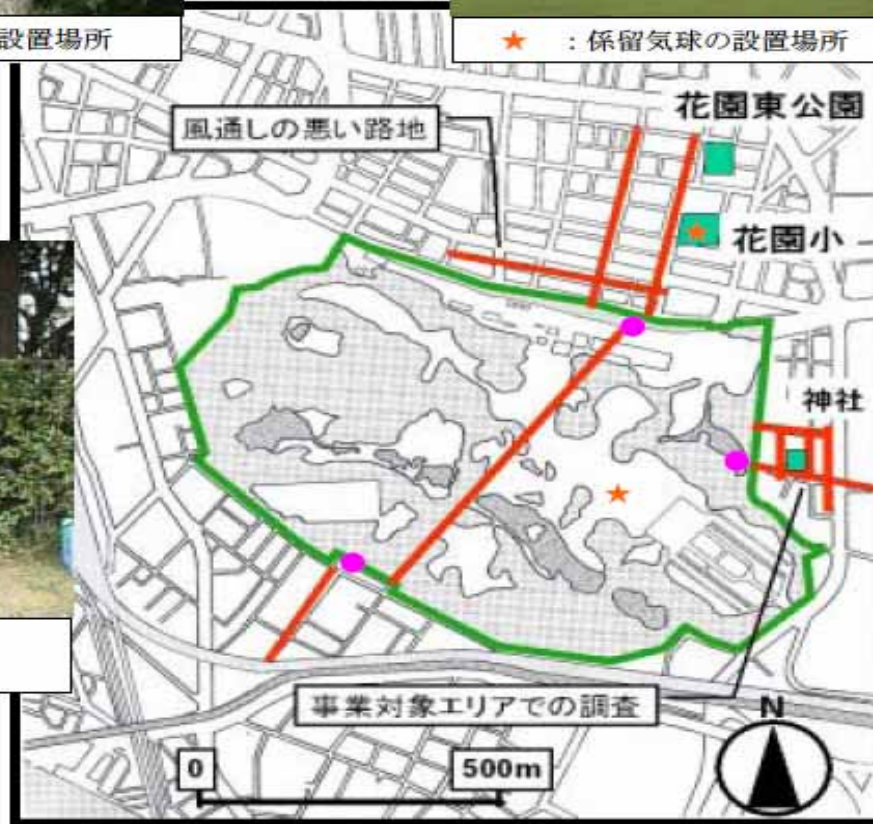 設置場所
★ : 係留気球の設置場所
風通しの悪い路地
花園東公園
花園小
神社
事業対象エリアでの調査
N
0
500m